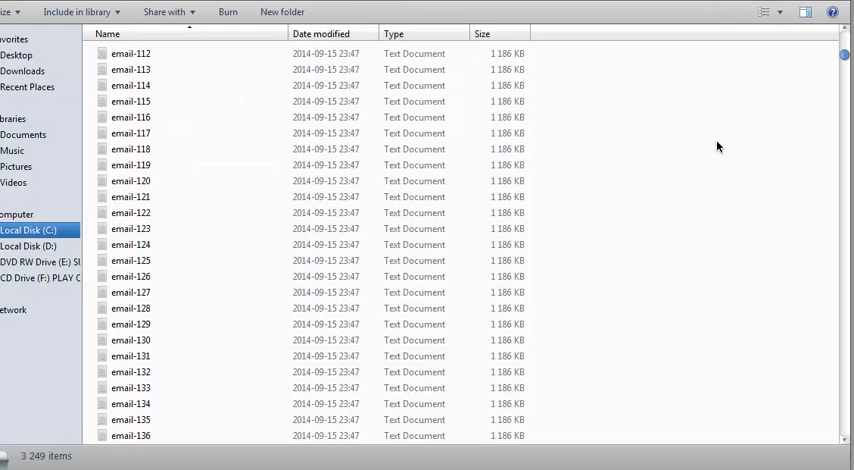 ize Include in library Share with Burn New folder
Name Date modified Type Size
avorites
Desktop
Downloads
Recent Places
braries
Documents
Music
Pictures
Videos
omputer
Local Disk (C:)
Local Disk (D:)
DVD RW Drive (E:) Sl
CD Drive (F:) PLAY C
etwork
email-112 2014-09-15 23:47 Text Document 1 186 KB
email-113 2014-09-15 23:47 Text Document 1 186 KB
email-114 2014-09-15 23:47 Text Document 1 186 KB
email-115 2014-09-15 23:47 Text Document 1 186 KB
email-116 2014-09-15 23:47 Text Document 1 186 KB
email-117 2014-09-15 23:47 Text Document 1 186 KB
email-118 2014-09-15 23:47 Text Document 1 186 KB
email-119 2014-09-15 23:47 Text Document 1 186 KB
email-120 2014-09-15 23:47 Text Document 1 186 KB
email-121 2014-09-15 23:47 Text Document 1 186 KB
email-122 2014-09-15 23:47 Text Document 1 186 KB
email-123 2014-09-15 23:47 Text Document 1 186 KB
email-124 2014-09-15 23:47 Text Document 1 186 KB
email-125 2014-09-15 23:47 Text Document 1 186 KB
email-126 2014-09-15 23:47 Text Document 1 186 KB
email-127 2014-09-15 23:47 Text Document 1 186 KB
email-128 2014-09-15 23:47 Text Document 1 186 KB
email-129 2014-09-15 23:47 Text Document 1 186 KB
email-130 2014-09-15 23:47 Text Document 1 186 KB
email-131 2014-09-15 23:47 Text Document 1 186 KB
email-132 2014-09-15 23:47 Text Document 1 186 KB
email-133 2014-09-15 23:47 Text Document 1 186 KB
email-134 2014-09-15 23:47 Text Document 1 186 KB
email-135 2014-09-15 23:47 Text Document 1 186 KB
email-136 2014-09-15 23:47 Text Document 1 186 KB
3 249 items